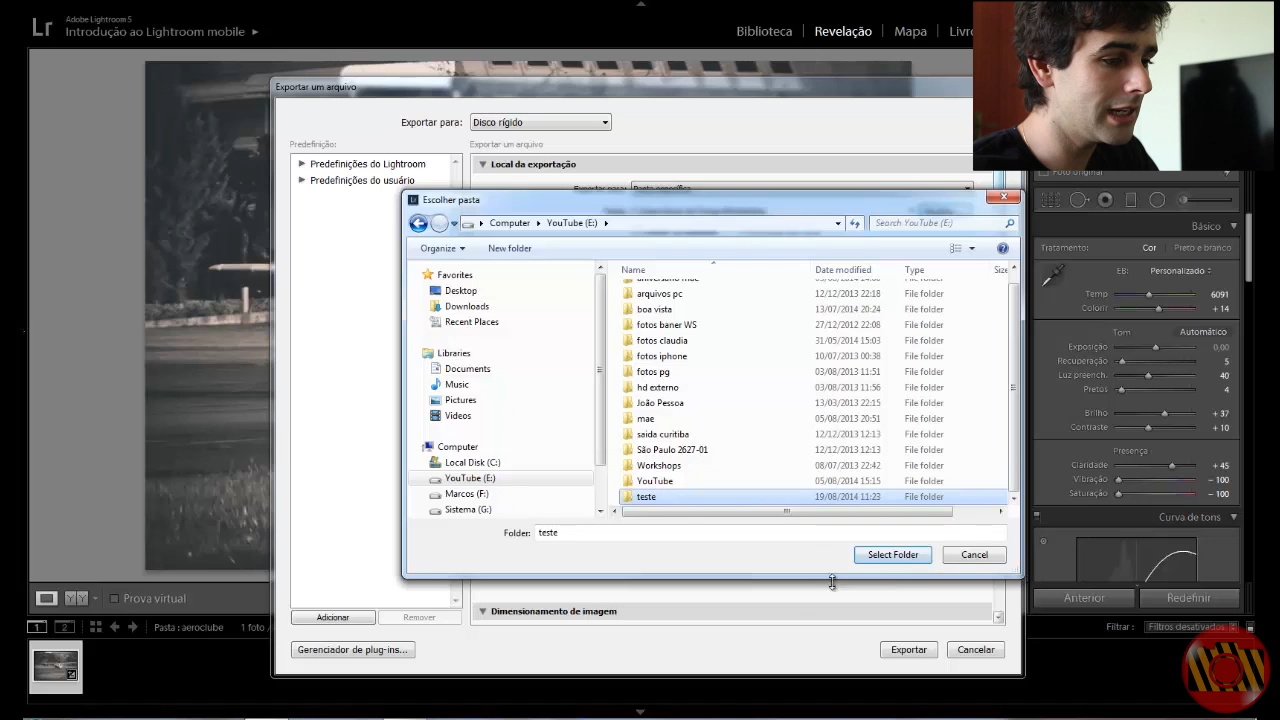 Lr
Adobe Lightroom 5
Introdução ao Lightroom mobile
Biblioteca
Revelação
Mapa
Exportar um arquivo
Exportar para:
Disco rígido
Predefinição:
Exportar um arquivo
Predefinições do Lightroom
Predefinições do usuário
Local da exportação
Exportar para:
Pasta específica
Escolher pasta
Computer
YouTube (E:)
Search YouTube (E:)
Organize
New folder
Favorites
Desktop
Downloads
Recent Places
Libraries
Documents
Music
Pictures
Videos
Computer
Local Disk (C:)
YouTube (E:)
Marcos (F:)
Sistema (G:)
Name Date modified Type Size
arquivos pc 12/12/2013 22:18 File folder
boa vista 13/07/2014 20:24 File folder
fotos baner WS 27/12/2012 22:08 File folder
fotos claudia 31/05/2014 15:03 File folder
fotos iphone 10/07/2013 00:38 File folder
fotos pg 03/08/2013 11:51 File folder
hd externo 03/08/2013 11:56 File folder
João Pessoa 13/03/2013 22:15 File folder
mae 05/08/2013 20:51 File folder
saida curitiba 12/12/2013 12:13 File folder
São Paulo 2627-01 12/12/2013 12:13 File folder
Workshops 08/07/2013 22:42 File folder
YouTube 05/08/2014 15:15 File folder
teste 19/08/2014 11:23 File folder
Folder: teste
Select Folder
Cancel
Dimensionamento de imagem
Adicionar
Remover
Gerenciador de plug-ins...
Exportar
Cancelar
Foto original
Básico
Tratamento: Cor Preto e branco
EB: Personalizado
Temp 6091
Colorir + 14
Tom Automático
Exposição 0,00
Recuperação 5
Luz preench. 40
Pretos 4
Brilho + 37
Contraste + 10
Presença
Claridade + 45
Vibração − 100
Saturação − 100
Curva de tons
Anterior
Redefinir
YY
Prova virtual
1 2
Pasta : aeroclube
1 foto /
Filtrar :
Filtros desativados